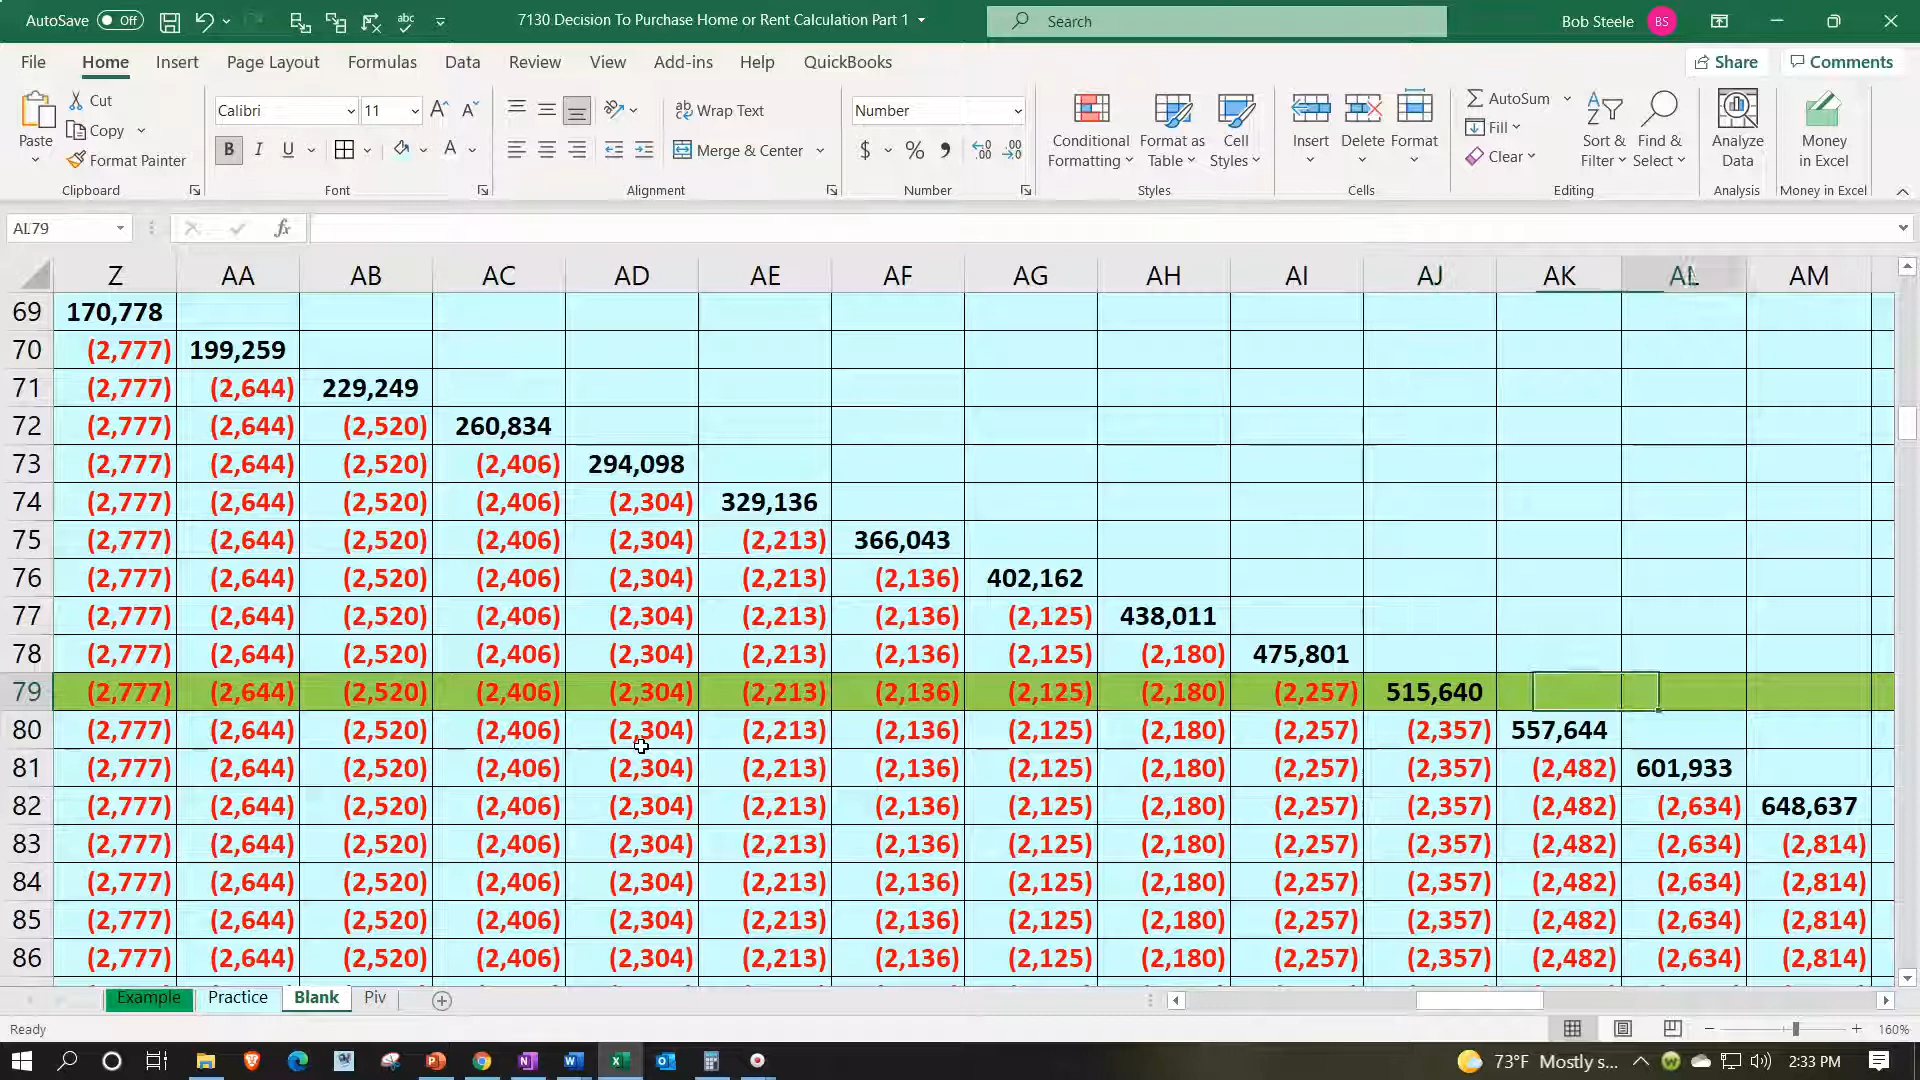 AutoSave Off 7130 Decision To Purchase Home or Rent Calculation Part 1 Search Bob Steele BS
File Home Insert Page Layout Formulas Data Review View Add-ins Help QuickBooks Share Comments
Paste Cut Copy Format Painter Clipboard
Calibri 11 B I U A Font
Wrap Text Merge & Center Alignment
Number $ % Number
Conditional Formatting Format as Table Cell Styles Styles
Insert Delete Format Cells
AutoSum Fill Clear Sort & Filter Find & Select Editing
Analyze Data Analysis
Money in Excel Money in Excel
AL79 fx
Z AA AB AC AD AE AF AG AH AI AJ AK AL AM
69 170,778
70 (2,777) 199,259
71 (2,777) (2,644) 229,249
72 (2,777) (2,644) (2,520) 260,834
73 (2,777) (2,644) (2,520) (2,406) 294,098
74 (2,777) (2,644) (2,520) (2,406) (2,304) 329,136
75 (2,777) (2,644) (2,520) (2,406) (2,304) (2,213) 366,043
76 (2,777) (2,644) (2,520) (2,406) (2,304) (2,213) (2,136) 402,162
77 (2,777) (2,644) (2,520) (2,406) (2,304) (2,213) (2,136) (2,125) 438,011
78 (2,777) (2,644) (2,520) (2,406) (2,304) (2,213) (2,136) (2,125) (2,180) 475,801
79 (2,777) (2,644) (2,520) (2,406) (2,304) (2,213) (2,136) (2,125) (2,180) (2,257) 515,640
80 (2,777) (2,644) (2,520) (2,406) (2,304) (2,213) (2,136) (2,125) (2,180) (2,257) (2,357) 557,644
81 (2,777) (2,644) (2,520) (2,406) (2,304) (2,213) (2,136) (2,125) (2,180) (2,257) (2,357) (2,482) 601,933
82 (2,777) (2,644) (2,520) (2,406) (2,304) (2,213) (2,136) (2,125) (2,180) (2,257) (2,357) (2,482) (2,634) 648,637
83 (2,777) (2,644) (2,520) (2,406) (2,304) (2,213) (2,136) (2,125) (2,180) (2,257) (2,357) (2,482) (2,634) (2,814)
84 (2,777) (2,644) (2,520) (2,406) (2,304) (2,213) (2,136) (2,125) (2,180) (2,257) (2,357) (2,482) (2,634) (2,814)
85 (2,777) (2,644) (2,520) (2,406) (2,304) (2,213) (2,136) (2,125) (2,180) (2,257) (2,357) (2,482) (2,634) (2,814)
86 (2,777) (2,644) (2,520) (2,406) (2,304) (2,213) (2,136) (2,125) (2,180) (2,257) (2,357) (2,482) (2,634) (2,814)
Example Practice Blank Piv
Ready 160%
73°F Mostly s... 2:33 PM